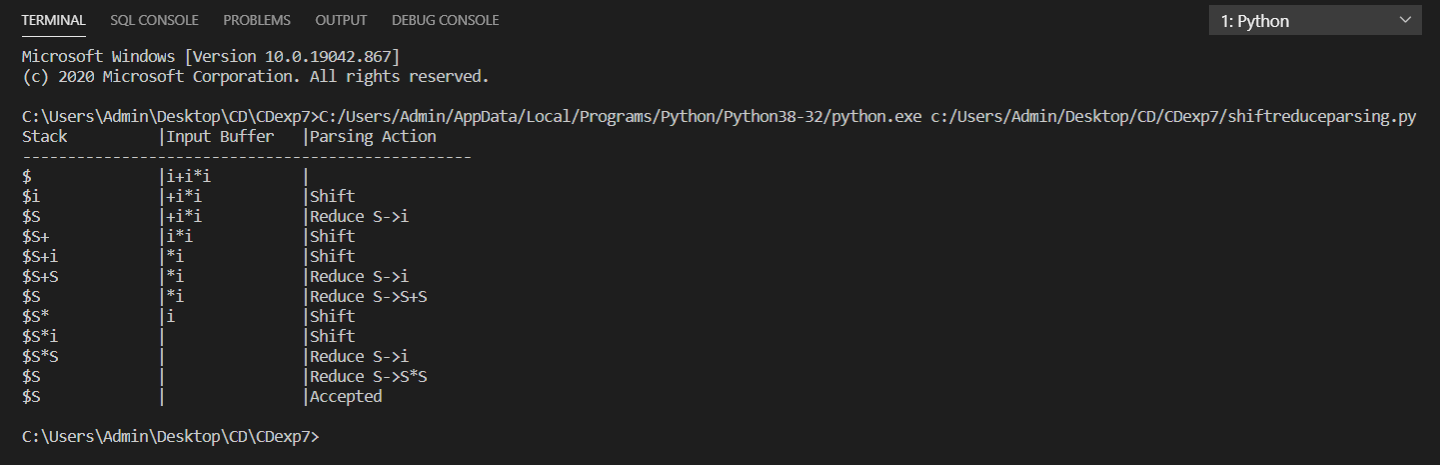 TERMINAL SQL CONSOLE PROBLEMS OUTPUT DEBUG CONSOLE 1: Python
Microsoft Windows [Version 10.0.19042.867]
(c) 2020 Microsoft Corporation. All rights reserved.
C:\Users\Admin\Desktop\CD\CDexp7>C:/Users/Admin/AppData/Local/Programs/Python/Python38-32/python.exe c:/Users/Admin/Desktop/CD/CDexp7/shiftreduceparsing.py
Stack          |Input Buffer   |Parsing Action
--------------------------------------------------
$              |i+i*i          |
$i             |+i*i           |Shift
$S             |+i*i           |Reduce S->i
$S+            |i*i            |Shift
$S+i           |*i             |Shift
$S+S           |*i             |Reduce S->i
$S             |*i             |Reduce S->S+S
$S*            |i              |Shift
$S*i           |               |Shift
$S*S           |               |Reduce S->i
$S             |               |Reduce S->S*S
$S             |               |Accepted
C:\Users\Admin\Desktop\CD\CDexp7>